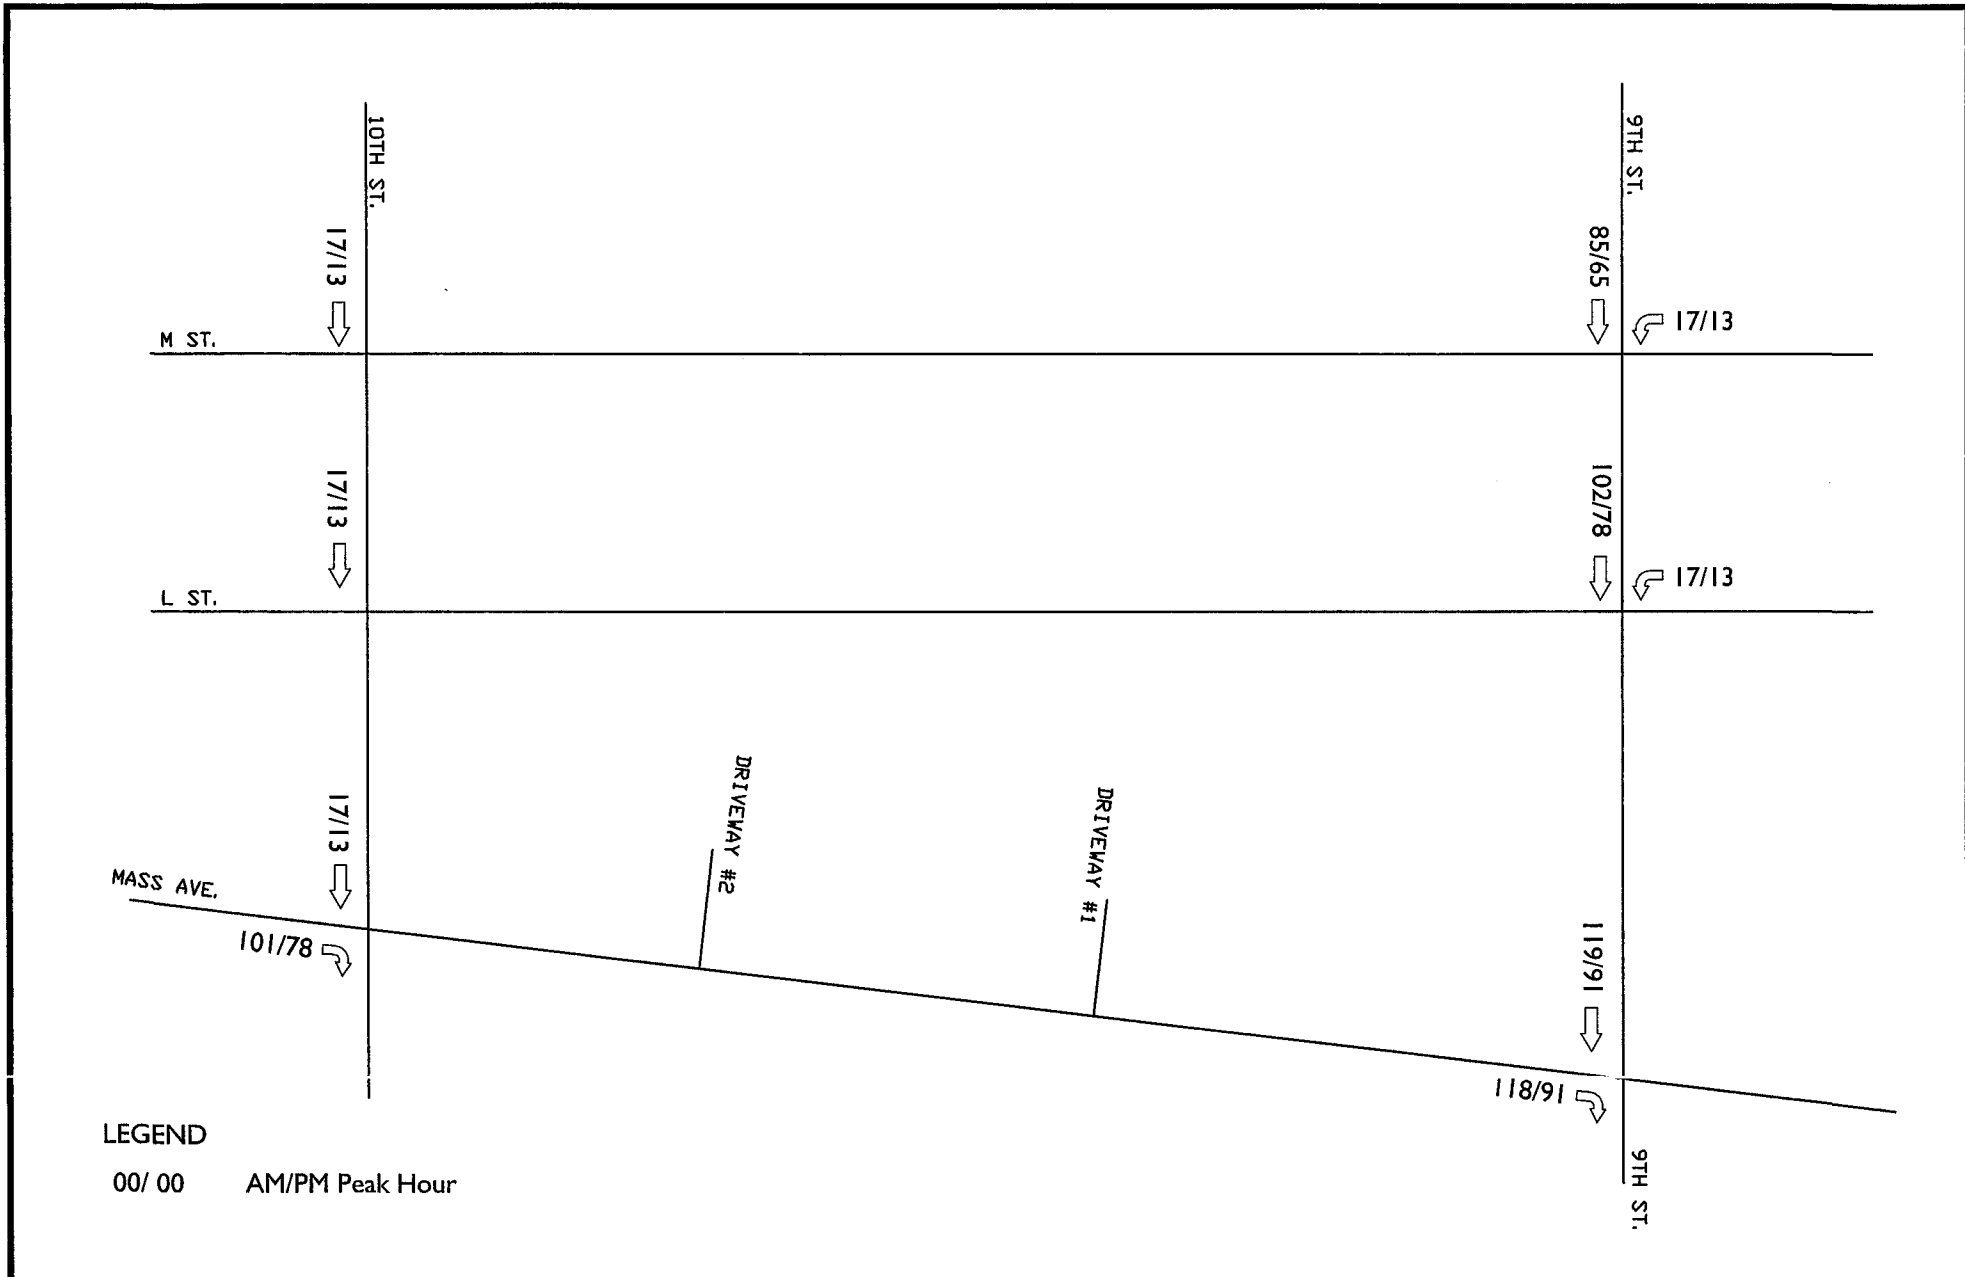 10TH ST.
9TH ST.
17/13
85/65
17/13
M ST.
17/13
102/78
17/13
L ST.
DRIVEWAY #2
DRIVEWAY #1
17/13
MASS AVE.
101/78
119/91
118/91
9TH ST.
LEGEND
00/ 00 AM/PM Peak Hour